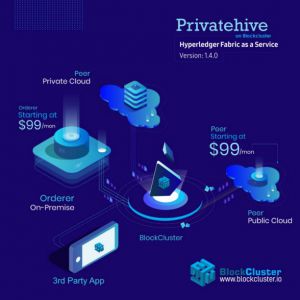 Privatehive
on Blockcluster
Hyperledger Fabric as a Service
Version: 1.4.0
Peer
Private Cloud
Orderer
Starting at
$99/mon
Peer
Starting at
$99/mon
Orderer
On-Premise
BlockCluster
Peer
Public Cloud
3rd Party App
BlockCluster
www.blockcluster.io